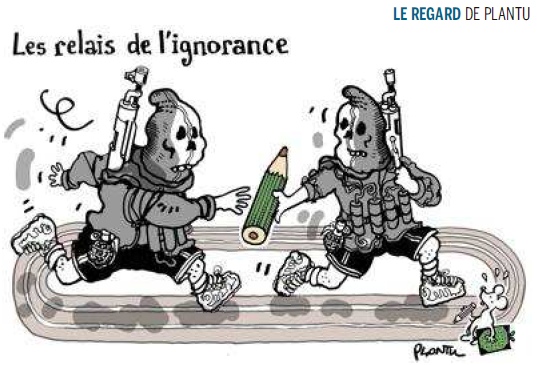 LE REGARD DE PLANTU
Les relais de l'ignorance
PLANTU